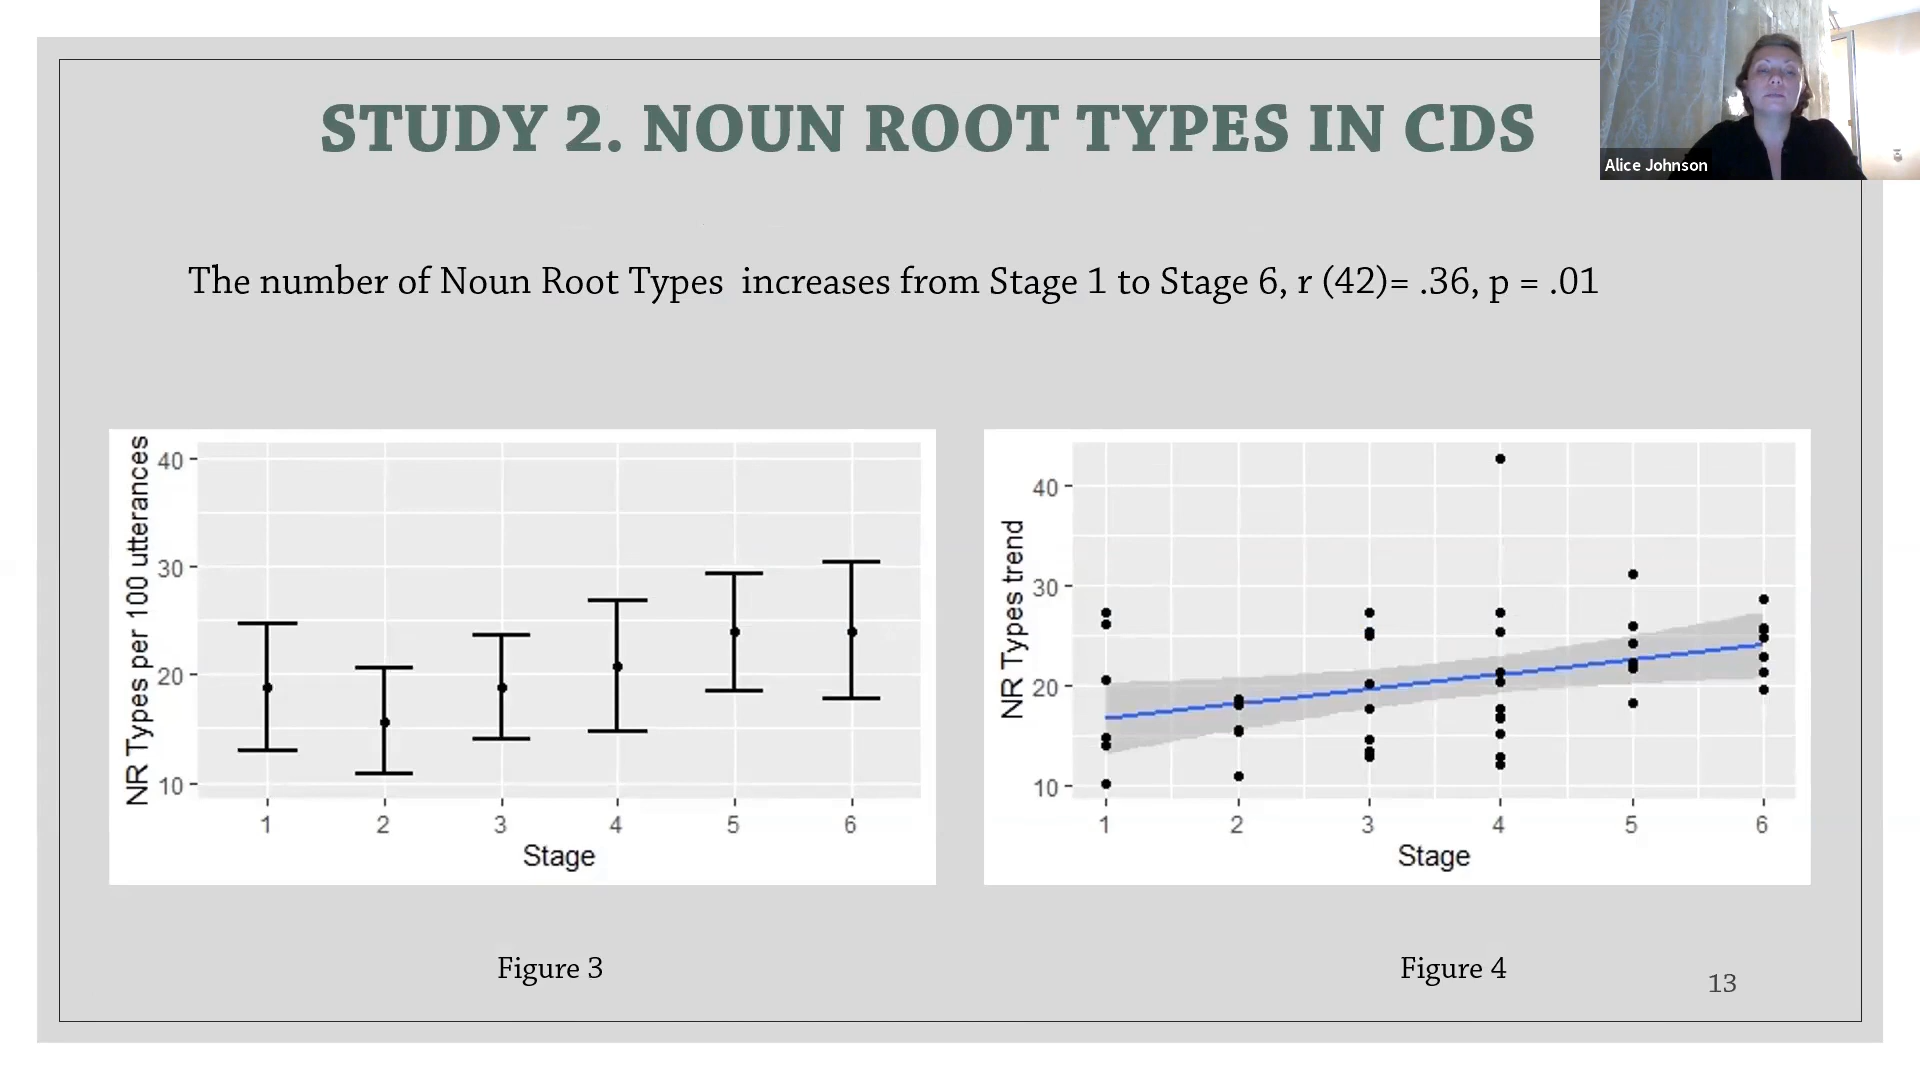 STUDY 2. NOUN ROOT TYPES IN CDS
Alice Johnson
The number of Noun Root Types increases from Stage 1 to Stage 6, r (42)= .36, p = .01
NR Types per 100 utterances
40
30
20
10
1 2 3 4 5 6
Stage
Figure 3
NR Types trend
40
30
20
10
1 2 3 4 5 6
Stage
Figure 4
13